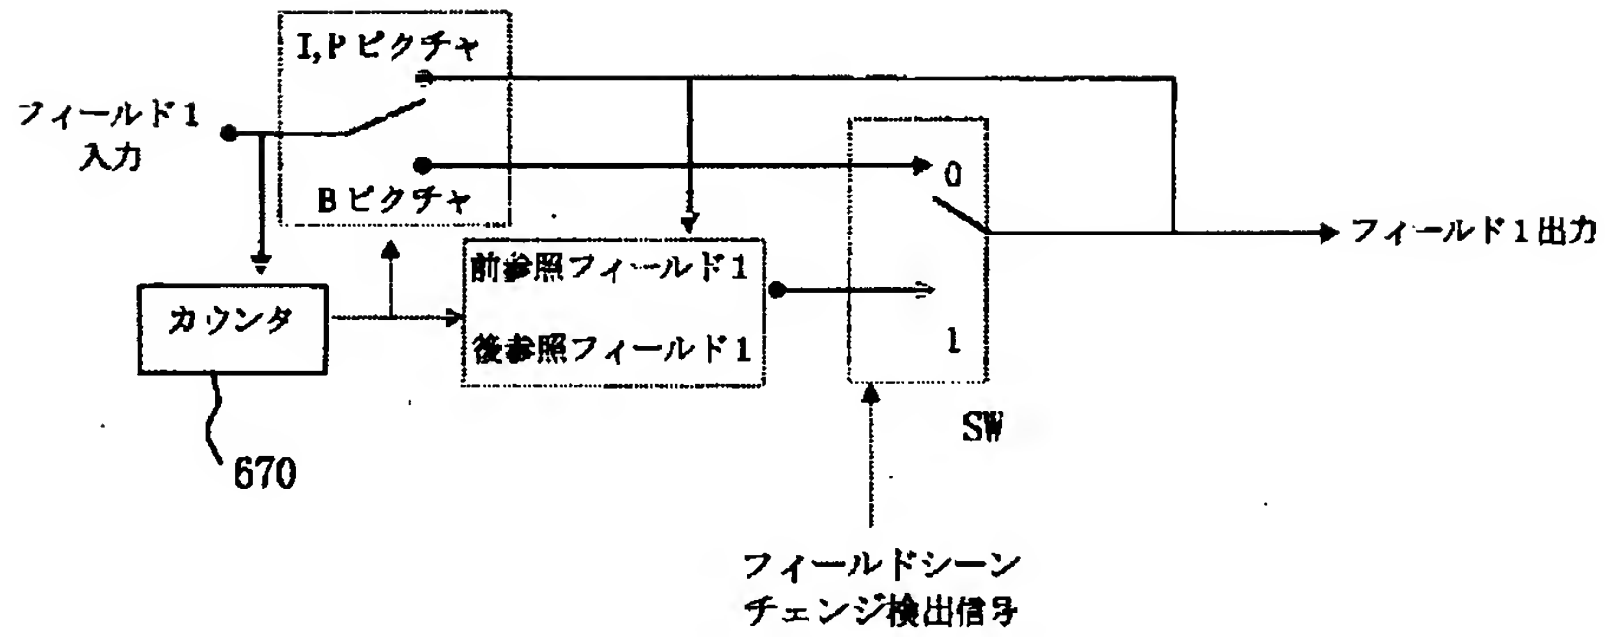 I,Pピクチャ
フィールド1
入力
Bピクチャ
0
フィールド1出力
前参照フィールド1
カウンタ
後参照フィールド1
1
SW
670
フィールドシーン
チェンジ検出信号